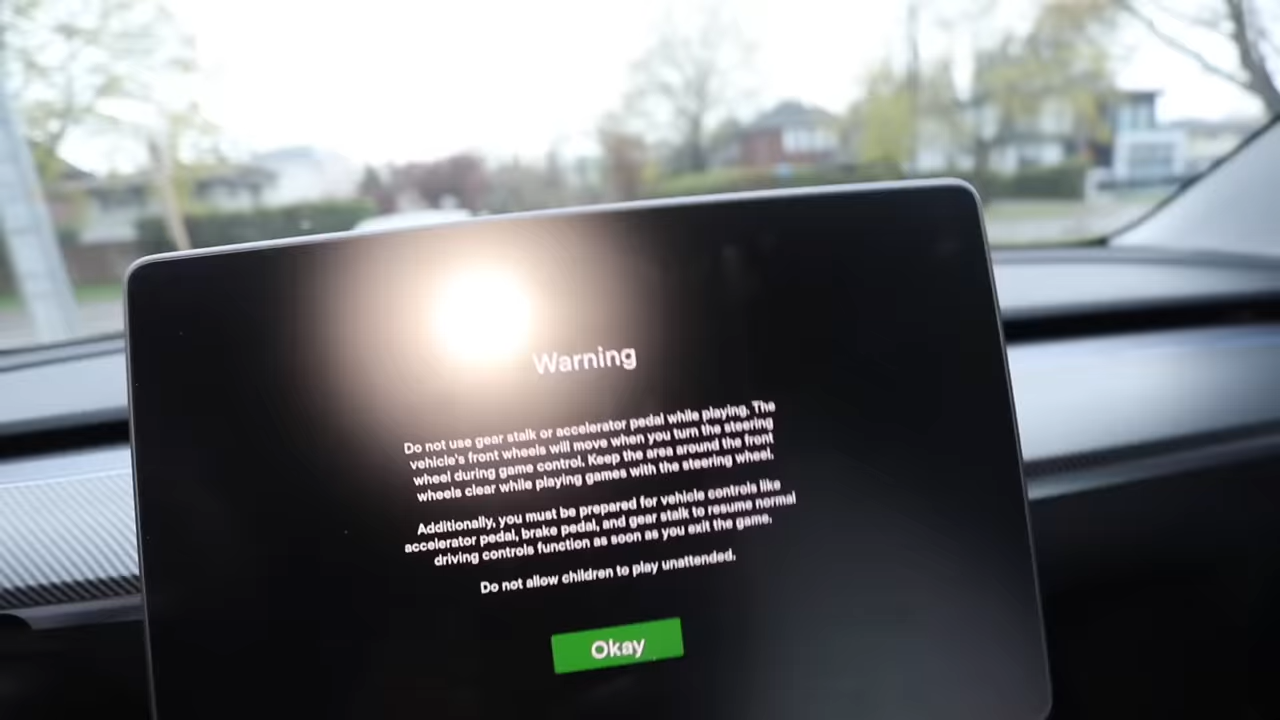 Warning
Do not use gear stalk or accelerator pedal while playing. The
vehicle's front wheels will move when you turn the steering
wheel during game control. Keep the area around the front
wheels clear while playing games with the steering wheel.
Additionally, you must be prepared for vehicle controls like
accelerator pedal, brake pedal, and gear stalk to resume normal
driving controls function as soon as you exit the game.
Do not allow children to play unattended.
Okay